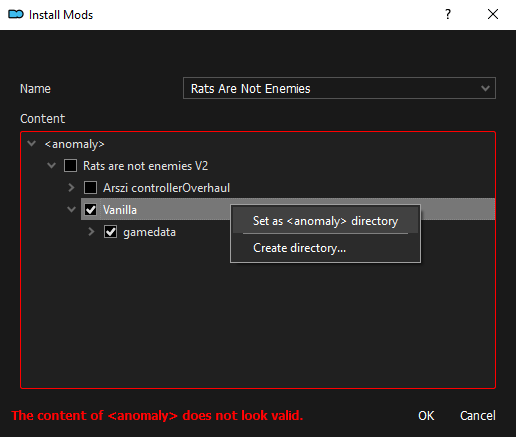 Install Mods
?
Name
Rats Are Not Enemies
Content
<anomaly>
Rats are not enemies V2
Arszi controllerOverhaul
Vanilla
gamedata
Set as <anomaly> directory
Create directory...
The content of <anomaly> does not look valid.
OK
Cancel